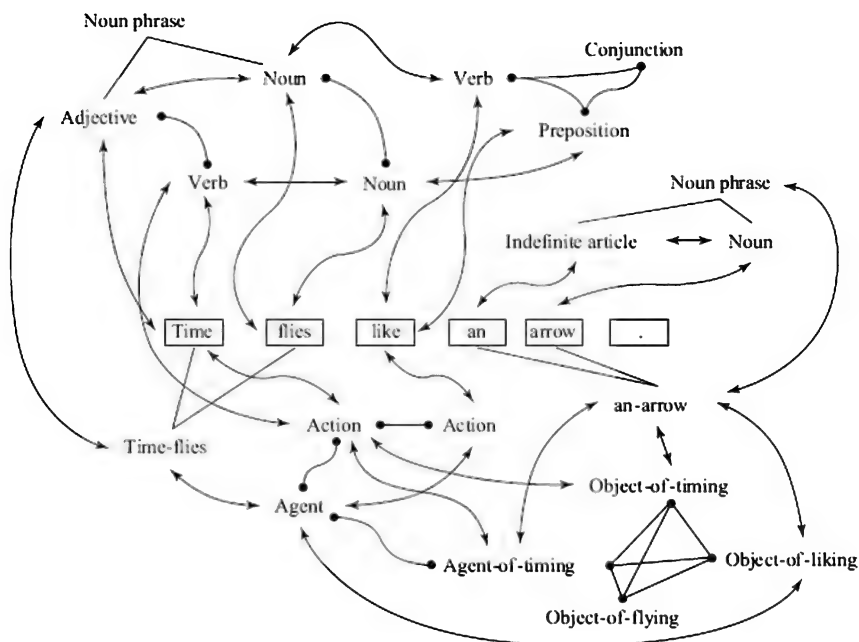 Noun phrase
Conjunction
Noun
Verb
Adjective
Preposition
Verb
Noun
Noun phrase
Indefinite article
Noun
Time
flies
like
an
arrow
.
an-arrow
Action
Action
Time-flies
Object-of-timing
Agent
Agent-of-timing
Object-of-liking
Object-of-flying